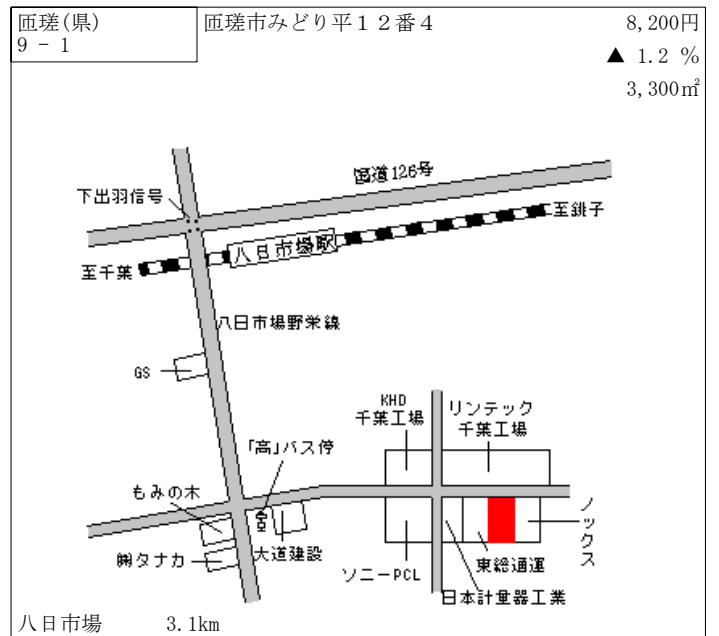 匝瑳(県)
9 - 1
匝瑳市みどり平１２番４
8,200円
▲ 1.2 %
3,300㎡
国道126号
下出羽信号
至銚子
八日市場駅
至千葉
八日市場野栄線
GS
KHD
千葉工場
リンテック
千葉工場
「高」バス停
もみの木
㈱タナカ
大道建設
ソニーPCL
東総通運
日本計量器工業
ノックス
八日市場 3.1km